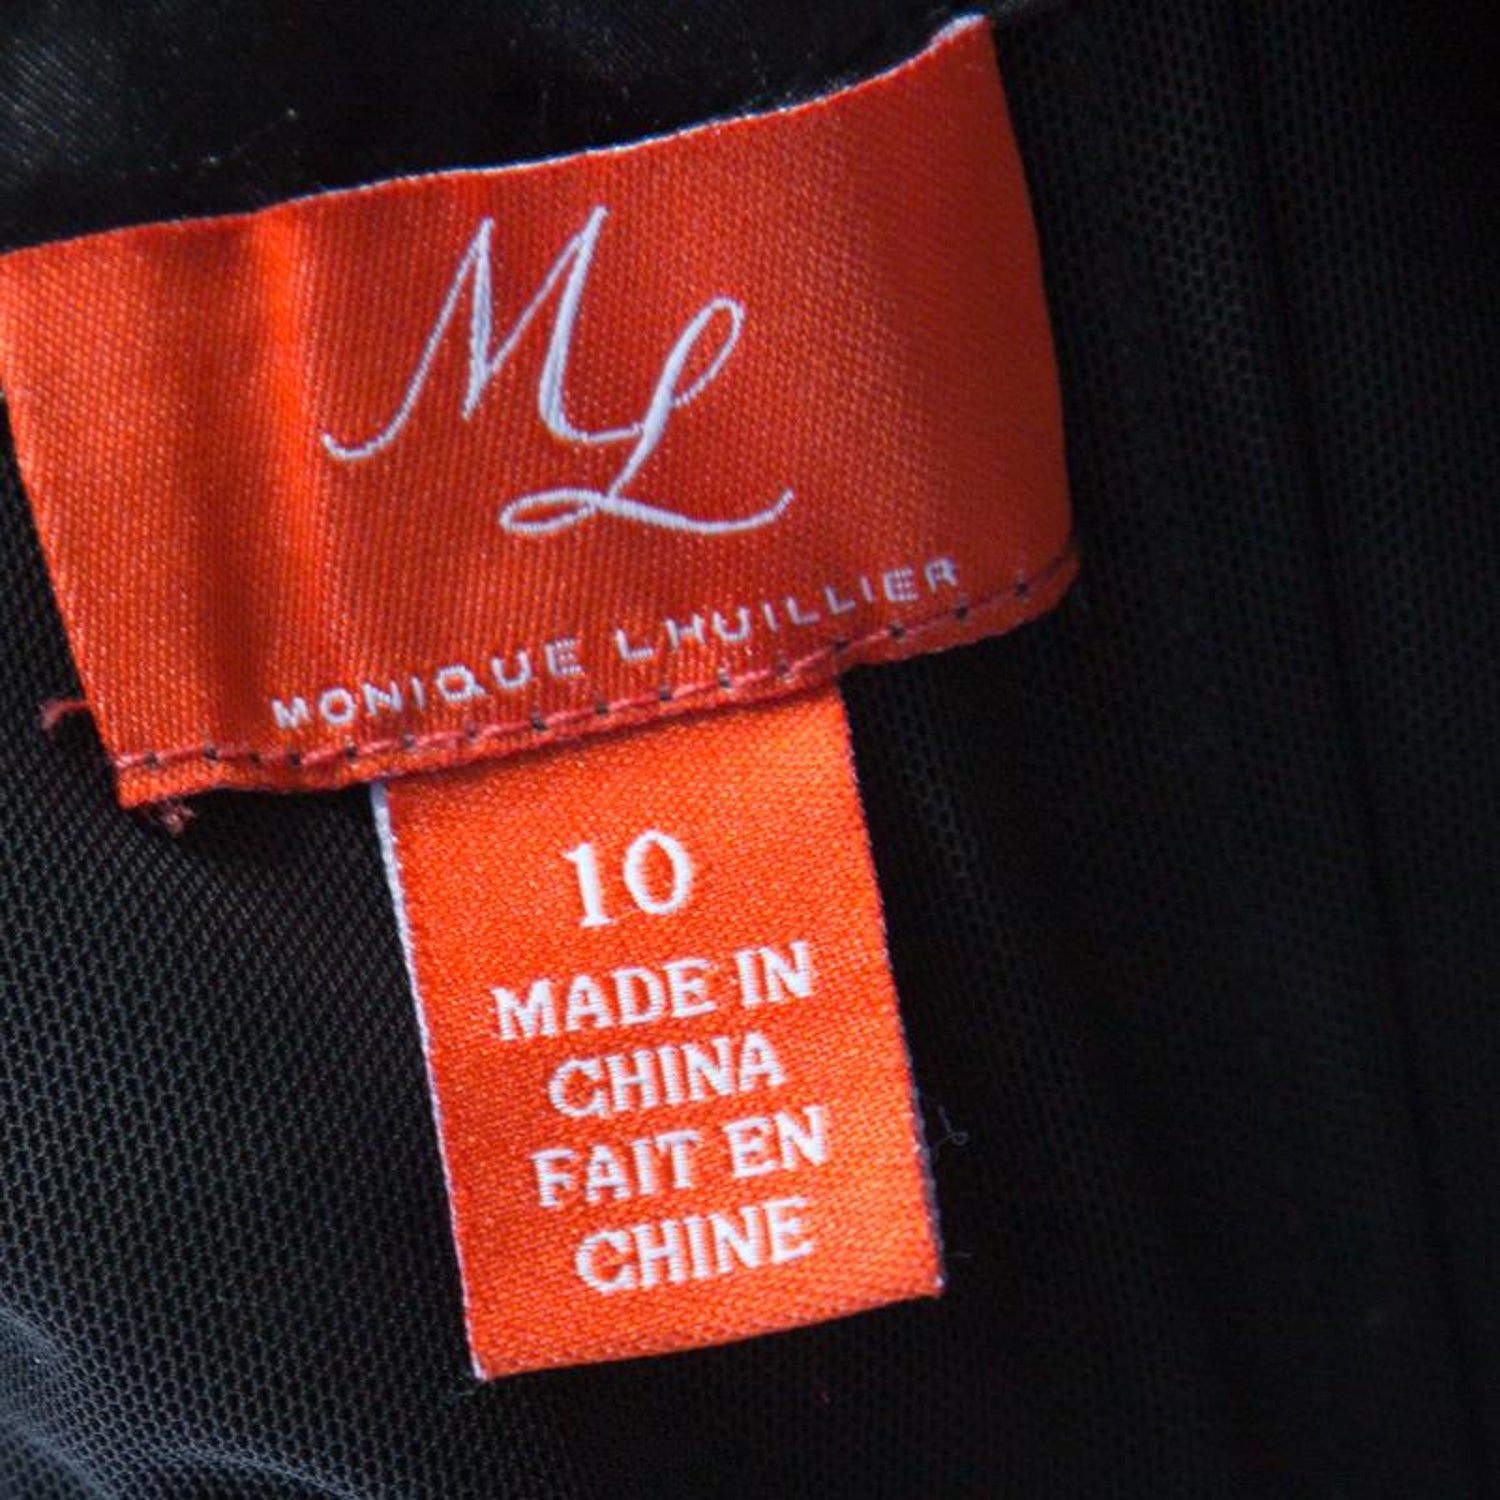 ML
MONIQUE LHUILLIER
10
MADE IN
CHINA
FAIT EN
CHINE